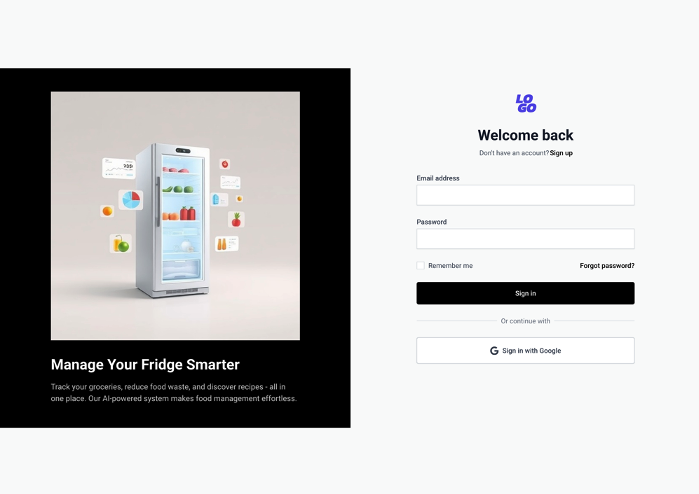 Manage Your Fridge Smarter
Track your groceries, reduce food waste, and discover recipes - all in
one place. Our AI-powered system makes food management effortless.
LO
GO
Welcome back
Don't have an account? Sign up
Email address
Password
Remember me
Forgot password?
Sign in
Or continue with
Sign in with Google